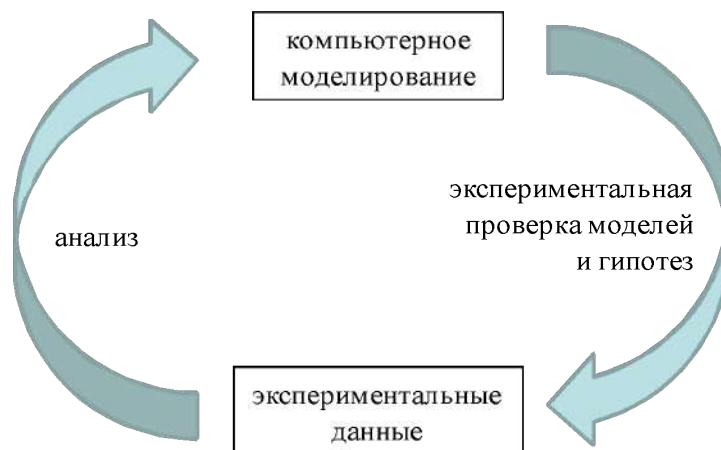 компьютерное
моделирование
экспериментальная
проверка моделей
и гипотез
анализ
экспериментальные
данные